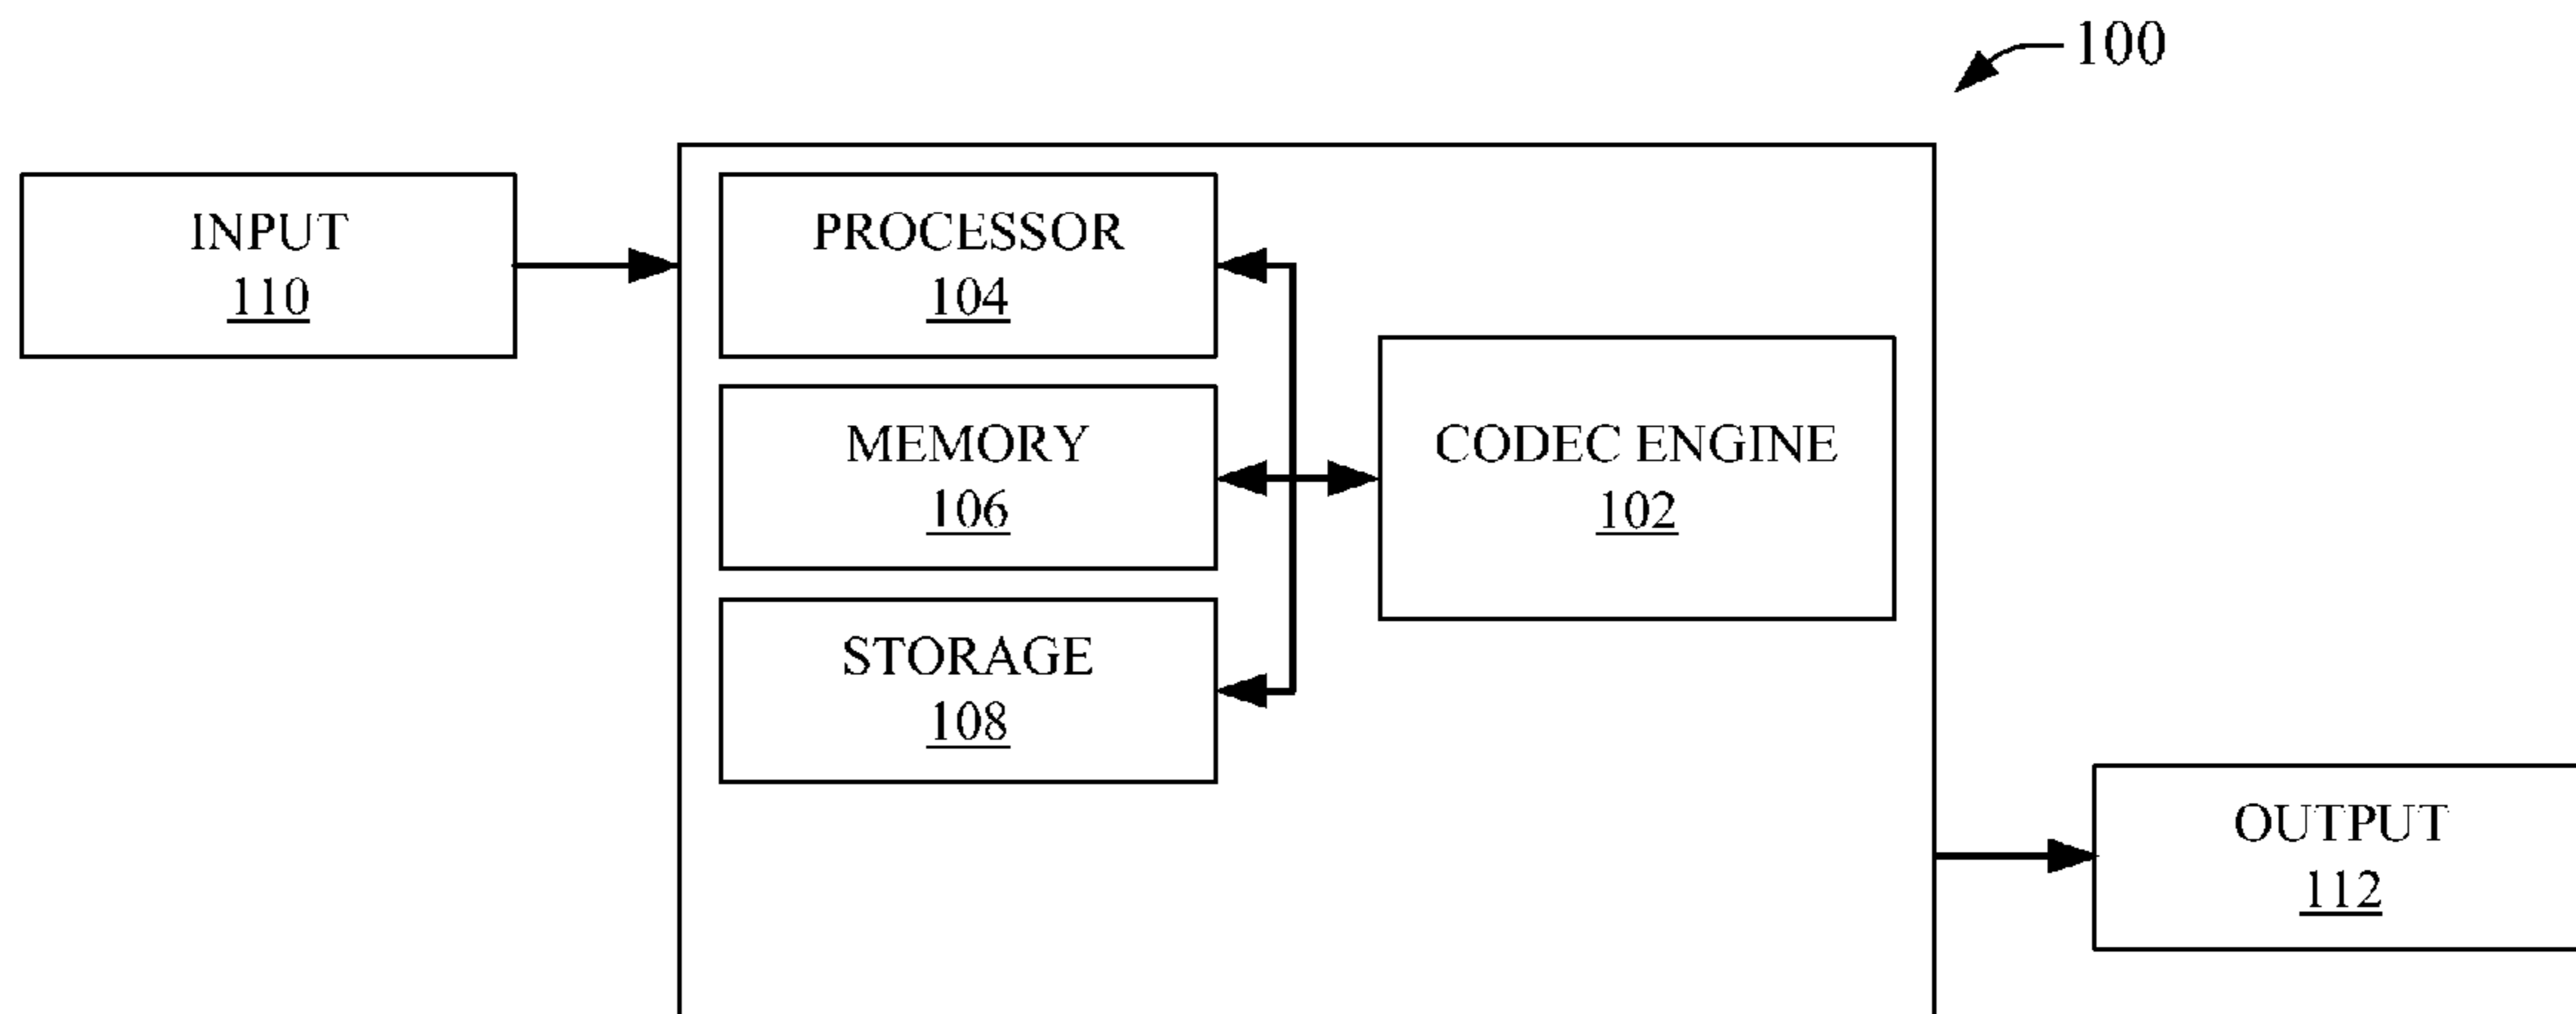 100
INPUT
110
PROCESSOR
104
MEMORY
106
CODEC ENGINE
102
STORAGE
108
OUTPUT
112